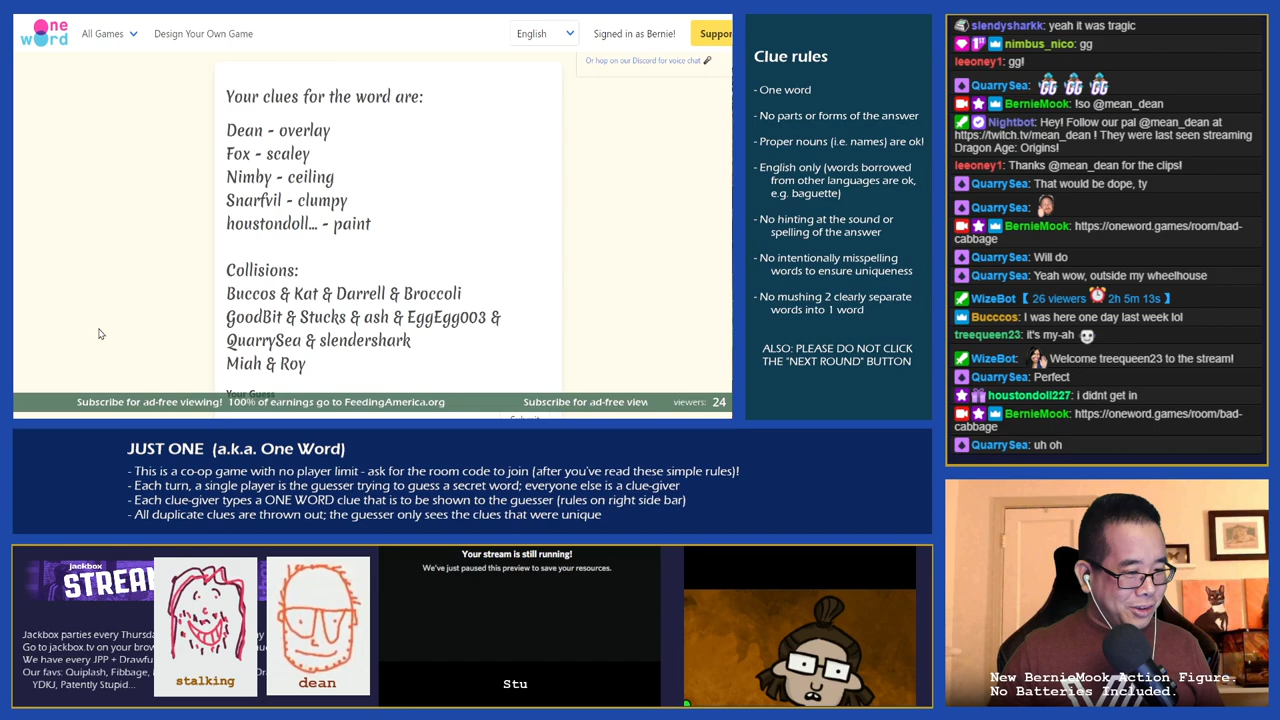 One word
All Games
Design Your Own Game
English
Signed in as Bernie!
Suppor
Or hop on our Discord for voice chat
Your clues for the word are:
Dean - overlay
Fox - scaley
Nimby - ceiling
Snarfvil - clumpy
houstondoll... - paint
Collisions:
Buccos & Kat & Darrell & Broccoli
GoodBit & Stucks & ash & EggEgg003 &
QuarrySea & slendershark
Miah & Roy
Your Guess
Submit
Subscribe for ad-free viewing! 100% of earnings go to FeedingAmerica.org
Subscribe for ad-free view
viewers: 24
Clue rules
- One word
- No parts or forms of the answer
- Proper nouns (i.e. names) are ok!
- English only (words borrowed
from other languages are ok,
e.g. baguette)
- No hinting at the sound or
spelling of the answer
- No intentionally misspelling
words to ensure uniqueness
- No mushing 2 clearly separate
words into 1 word
ALSO: PLEASE DO NOT CLICK
THE "NEXT ROUND" BUTTON
slendysharkk: yeah it was tragic
nimbus_nico: gg
leeoney1: gg!
QuarrySea: GG GG GG
BernieMook: !so @mean_dean
Nightbot: Hey! Follow our pal @mean_dean at
https://twitch.tv/mean_dean ! They were last seen streaming
Dragon Age: Origins!
leeoney1: Thanks @mean_dean for the clips!
QuarrySea: That would be dope, ty
QuarrySea:
BernieMook: https://oneword.games/room/bad-
cabbage
QuarrySea: Will do
QuarrySea: Yeah wow, outside my wheelhouse
WizeBot: 【 26 viewers 2h 5m 13s 】
Bucccos: I was here one day last week lol
treequeen23: it's my-ah
WizeBot: Welcome treequeen23 to the stream!
QuarrySea: Perfect
houstontoll227: i didnt get in
BernieMook: https://oneword.games/room/bad-
cabbage
QuarrySea: uh oh
JUST ONE (a.k.a. One Word)
- This is a co-op game with no player limit - ask for the room code to join (after you've read these simple rules)!
- Each turn, a single player is the guesser trying to guess a secret word; everyone else is a clue-giver
- Each clue-giver types a ONE WORD clue that is to be shown to the guesser (rules on right side bar)
- All duplicate clues are thrown out; the guesser only sees the clues that were unique
jackbox
STREA
Jackbox parties every Thursda
Go to jackbox.tv on your brow
We have every JPP + Drawfu
Our favs: Quiplash, Fibbage,
YDKJ, Patently Stupid...
stalking
dean
Your stream is still running!
We've just paused this preview to save your resources.
Stu
New BernieMook Action Figure.
No Batteries Included.